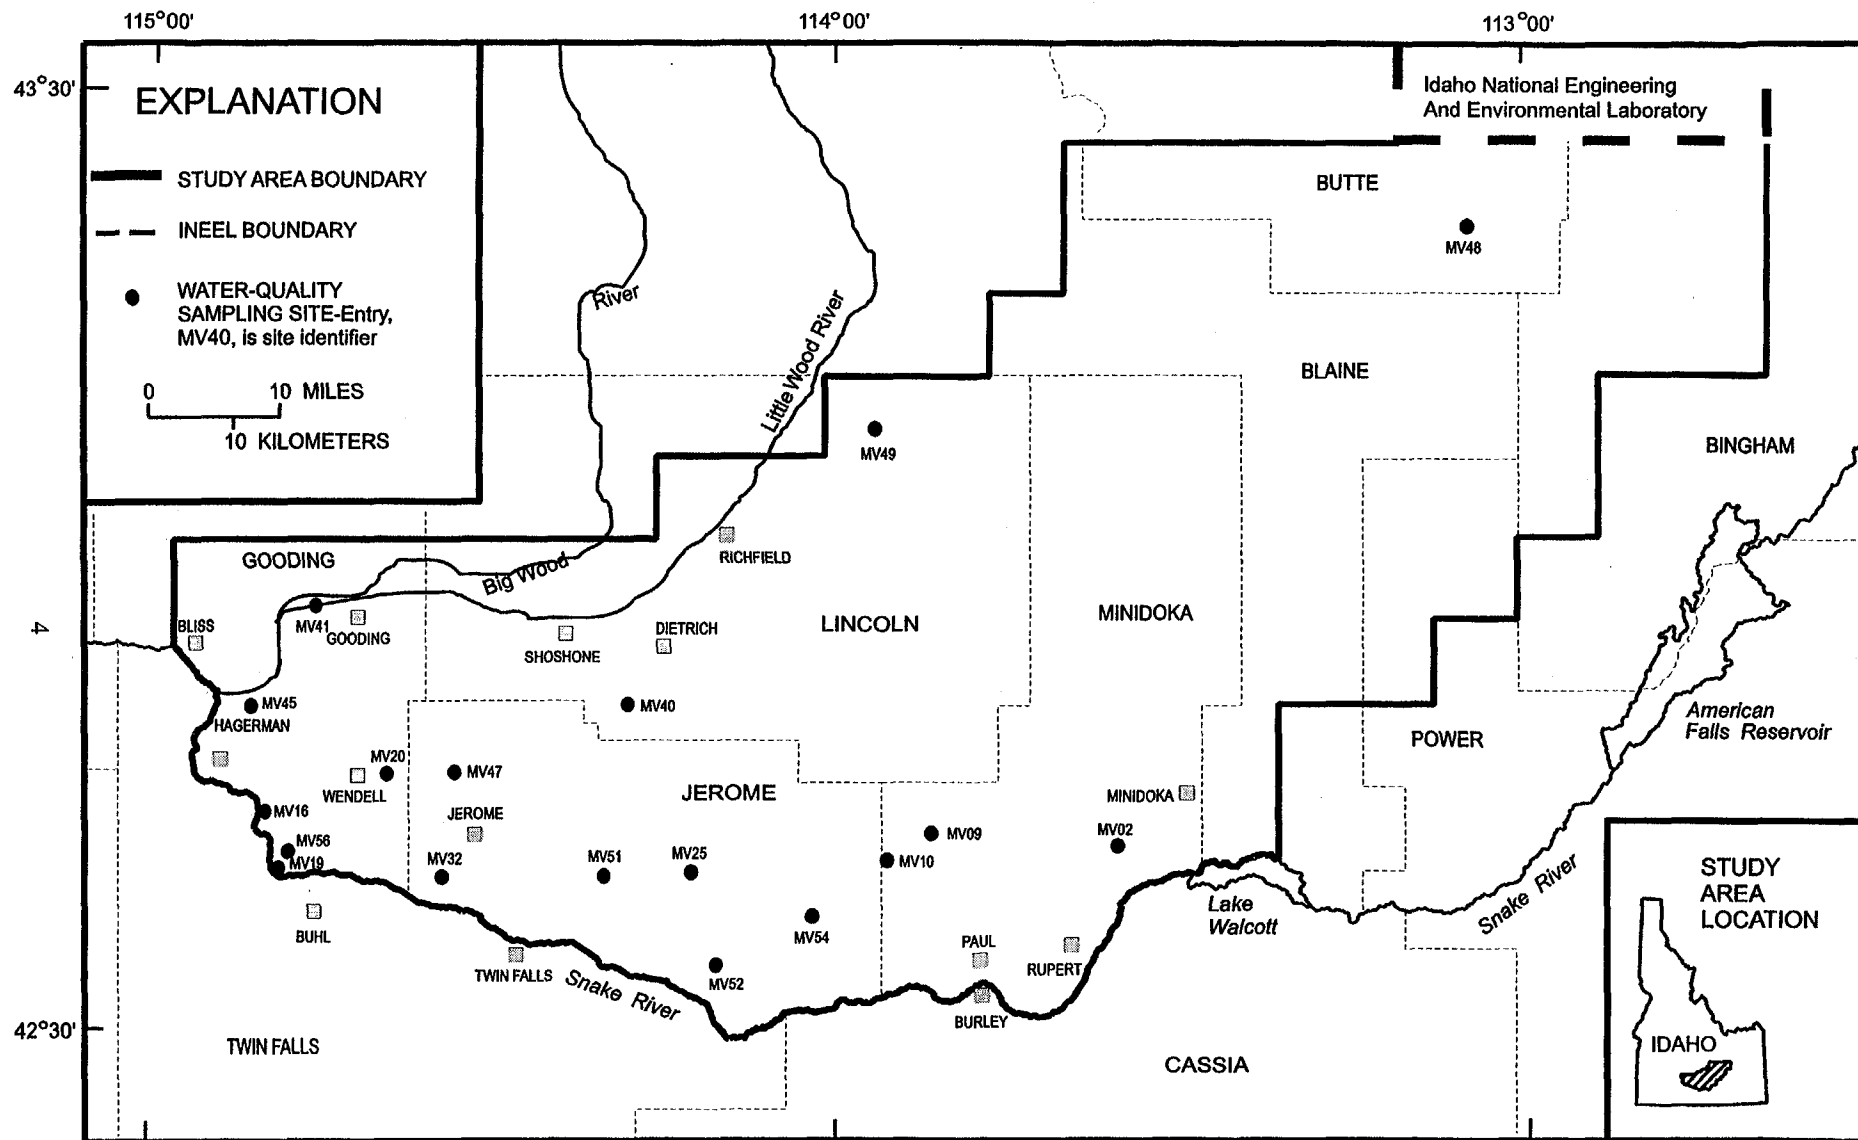 115°00'
114°00'
113°00'
43°30'
EXPLANATION
STUDY AREA BOUNDARY
INEEL BOUNDARY
WATER-QUALITY
SAMPLING SITE-Entry,
MV40, is site identifier
0 10 MILES
10 KILOMETERS
Idaho National Engineering
And Environmental Laboratory
BUTTE
MV48
River
Little Wood River
BLAINE
MV49
BINGHAM
RICHFIELD
GOODING
Big Wood
LINCOLN
MINIDOKA
MV41
GOODING
BLISS
4
SHOSHONE
DIETRICH
MV45
HAGERMAN
MV40
American
Falls Reservoir
POWER
MV20
WENDELL
MV47
JEROME
JEROME
MINIDOKA
MV16
MV56
MV19
MV32
MV51
MV25
MV09
MV10
MV02
BUHL
MV54
Lake
Walcott
Snake River
STUDY
AREA
LOCATION
TWIN FALLS
Snake River
MV52
PAUL
RUPERT
BURLEY
42°30'
TWIN FALLS
CASSIA
IDAHO